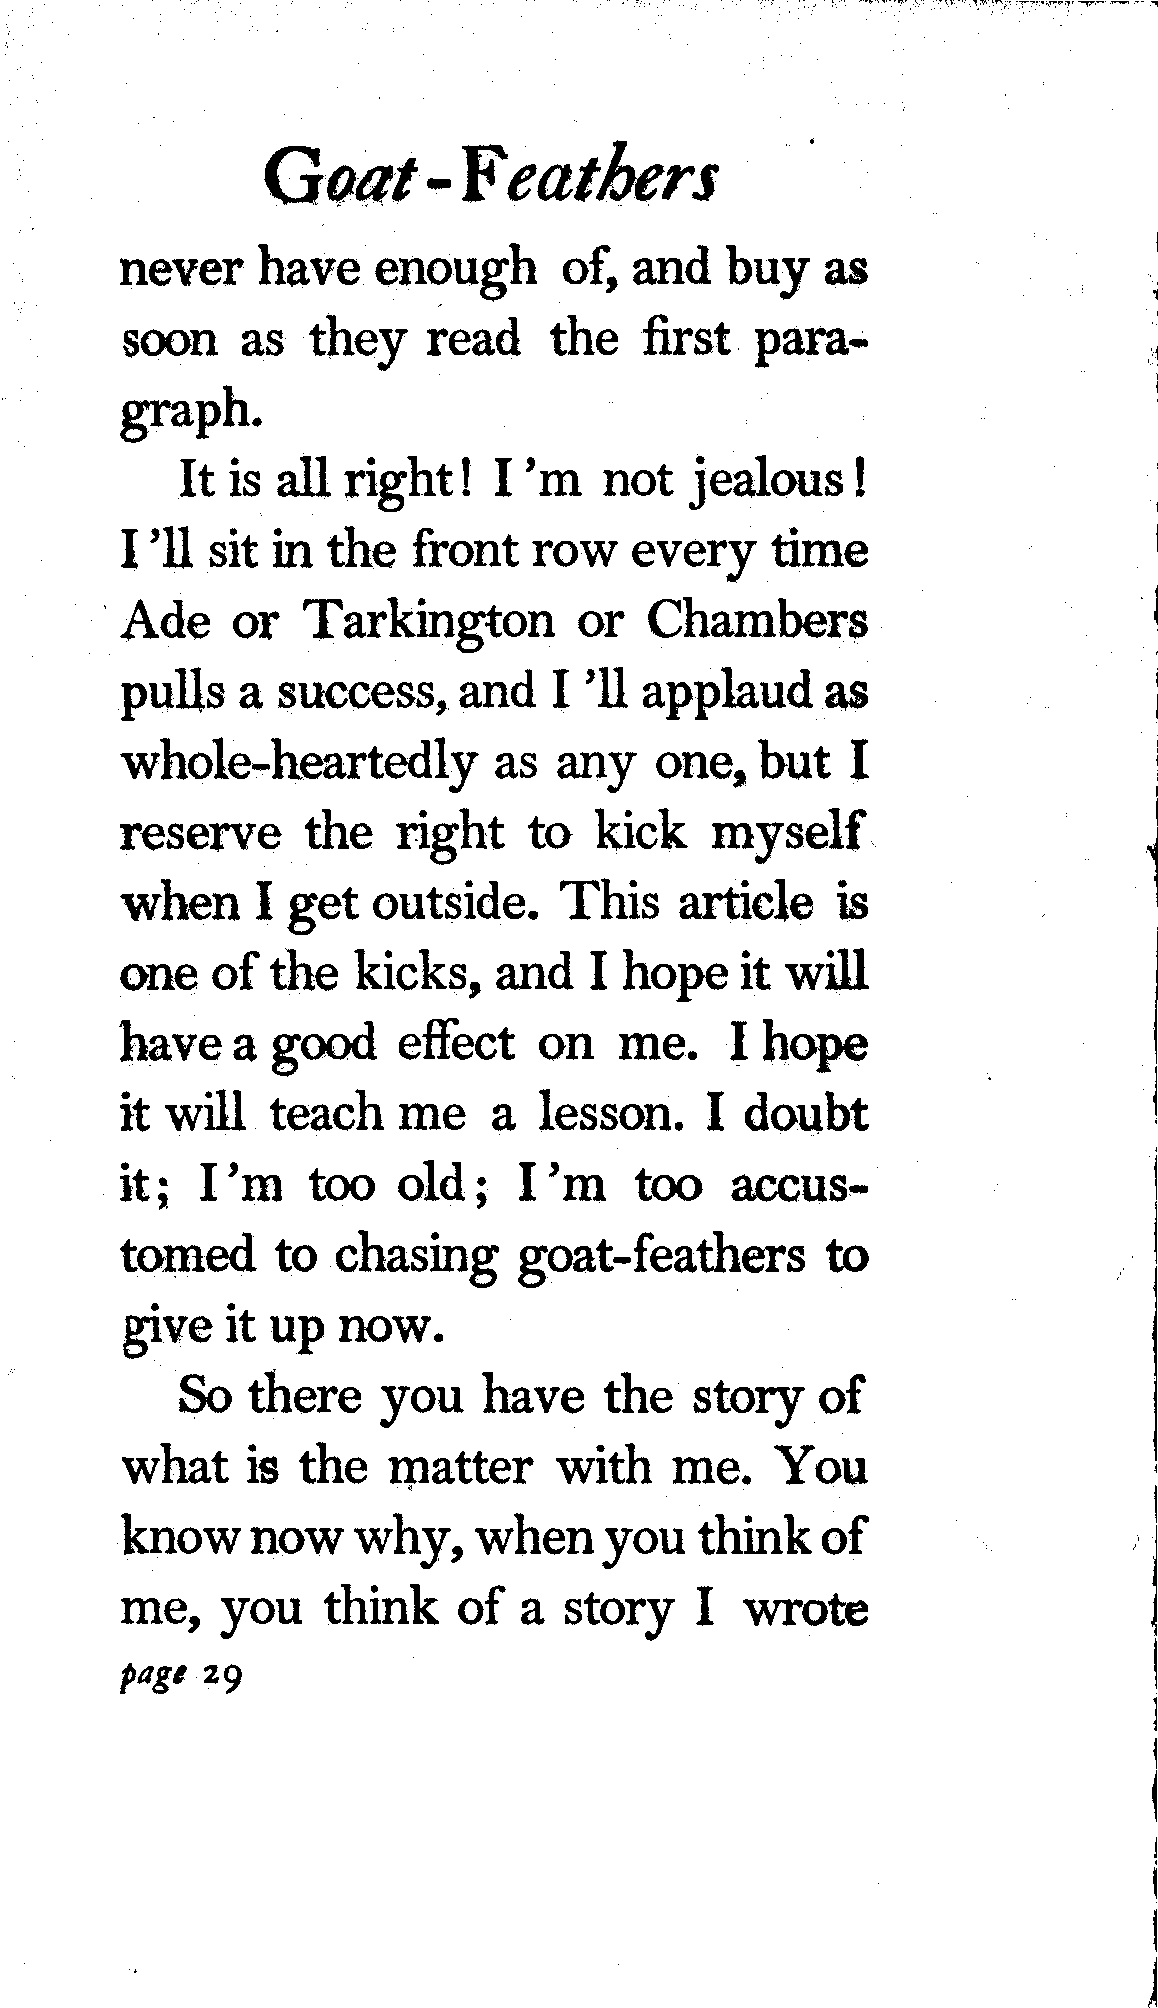 Goat-Feathers
never have enough of, and buy as
soon as they read the first para-
graph.
It is all right! I'm not jealous!
I'll sit in the front row every time
Ade or Tarkington or Chambers
pulls a success, and I'll applaud as
whole-heartedly as any one, but I
reserve the right to kick myself
when I get outside. This article is
one of the kicks, and I hope it will
have a good effect on me. I hope
it will teach me a lesson. I doubt
it; I'm too old; I'm too accus-
tomed to chasing goat-feathers to
give it up now.
So there you have the story of
what is the matter with me. You
know now why, when you think of
me, you think of a story I wrote
page 29